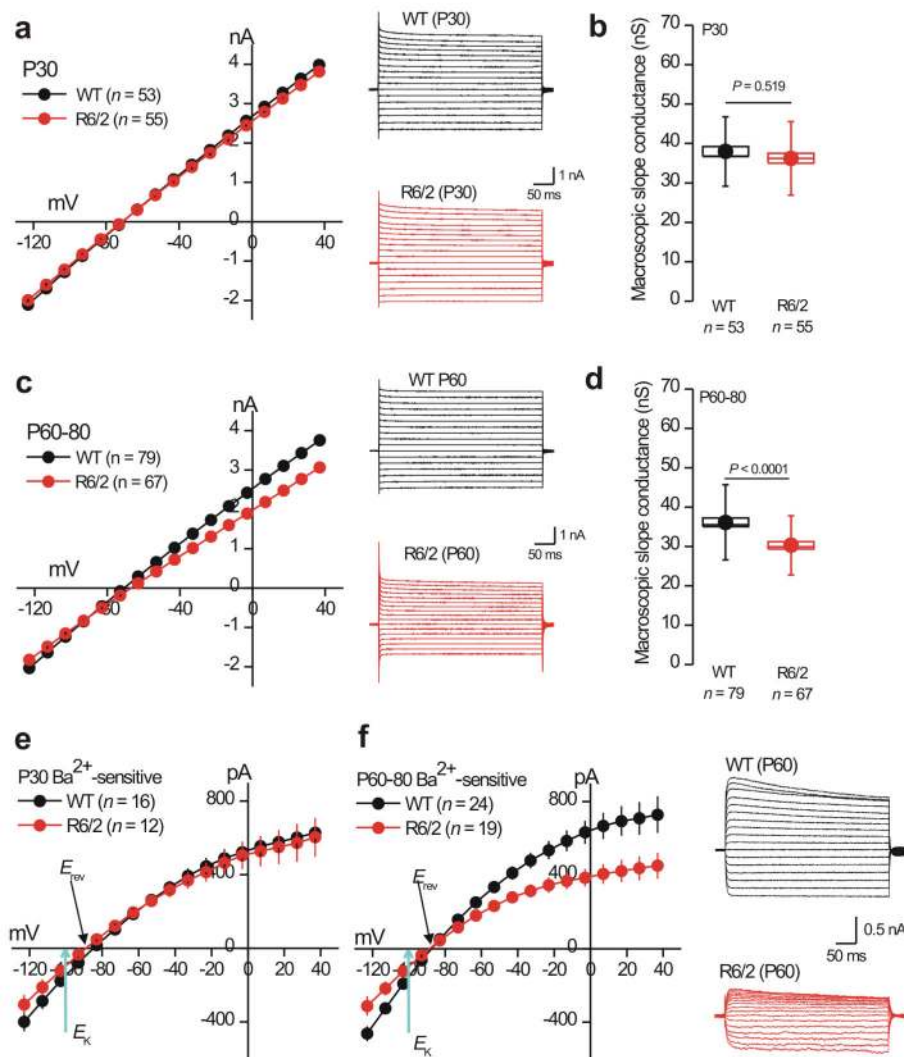 a
nA
P30
WT (n = 53)
R6/2 (n = 55)
4
3
2
mV
0
-120 -80 -40 0 40
-1
-2
WT (P30)
1 nA
50 ms
R6/2 (P30)
b
Macroscopic slope conductance (nS)
P30
70
60
50
40
30
20
10
0
P = 0.519
WT
n = 53
R6/2
n = 55
c
nA
P60-80
WT (n = 79)
R6/2 (n = 67)
4
3
2
mV
0
-120 -80 -40 0 40
-1
-2
WT P60
1 nA
50 ms
R6/2 (P60)
d
Macroscopic slope conductance (nS)
P60-80
70
60
50
40
30
20
10
0
P < 0.0001
WT
n = 79
R6/2
n = 67
e
P30 Ba2+-sensitive
WT (n = 16)
R6/2 (n = 12)
pA
800
400
Erev
mV
0
-120 -100 -80 -60 -40 -20 0 20 40
-400
EK
f
P60-80 Ba2+-sensitive
WT (n = 24)
R6/2 (n = 19)
pA
800
400
Erev
mV
0
-120 -100 -80 -60 -40 -20 0 20 40
-400
EK
WT (P60)
0.5 nA
50 ms
R6/2 (P60)